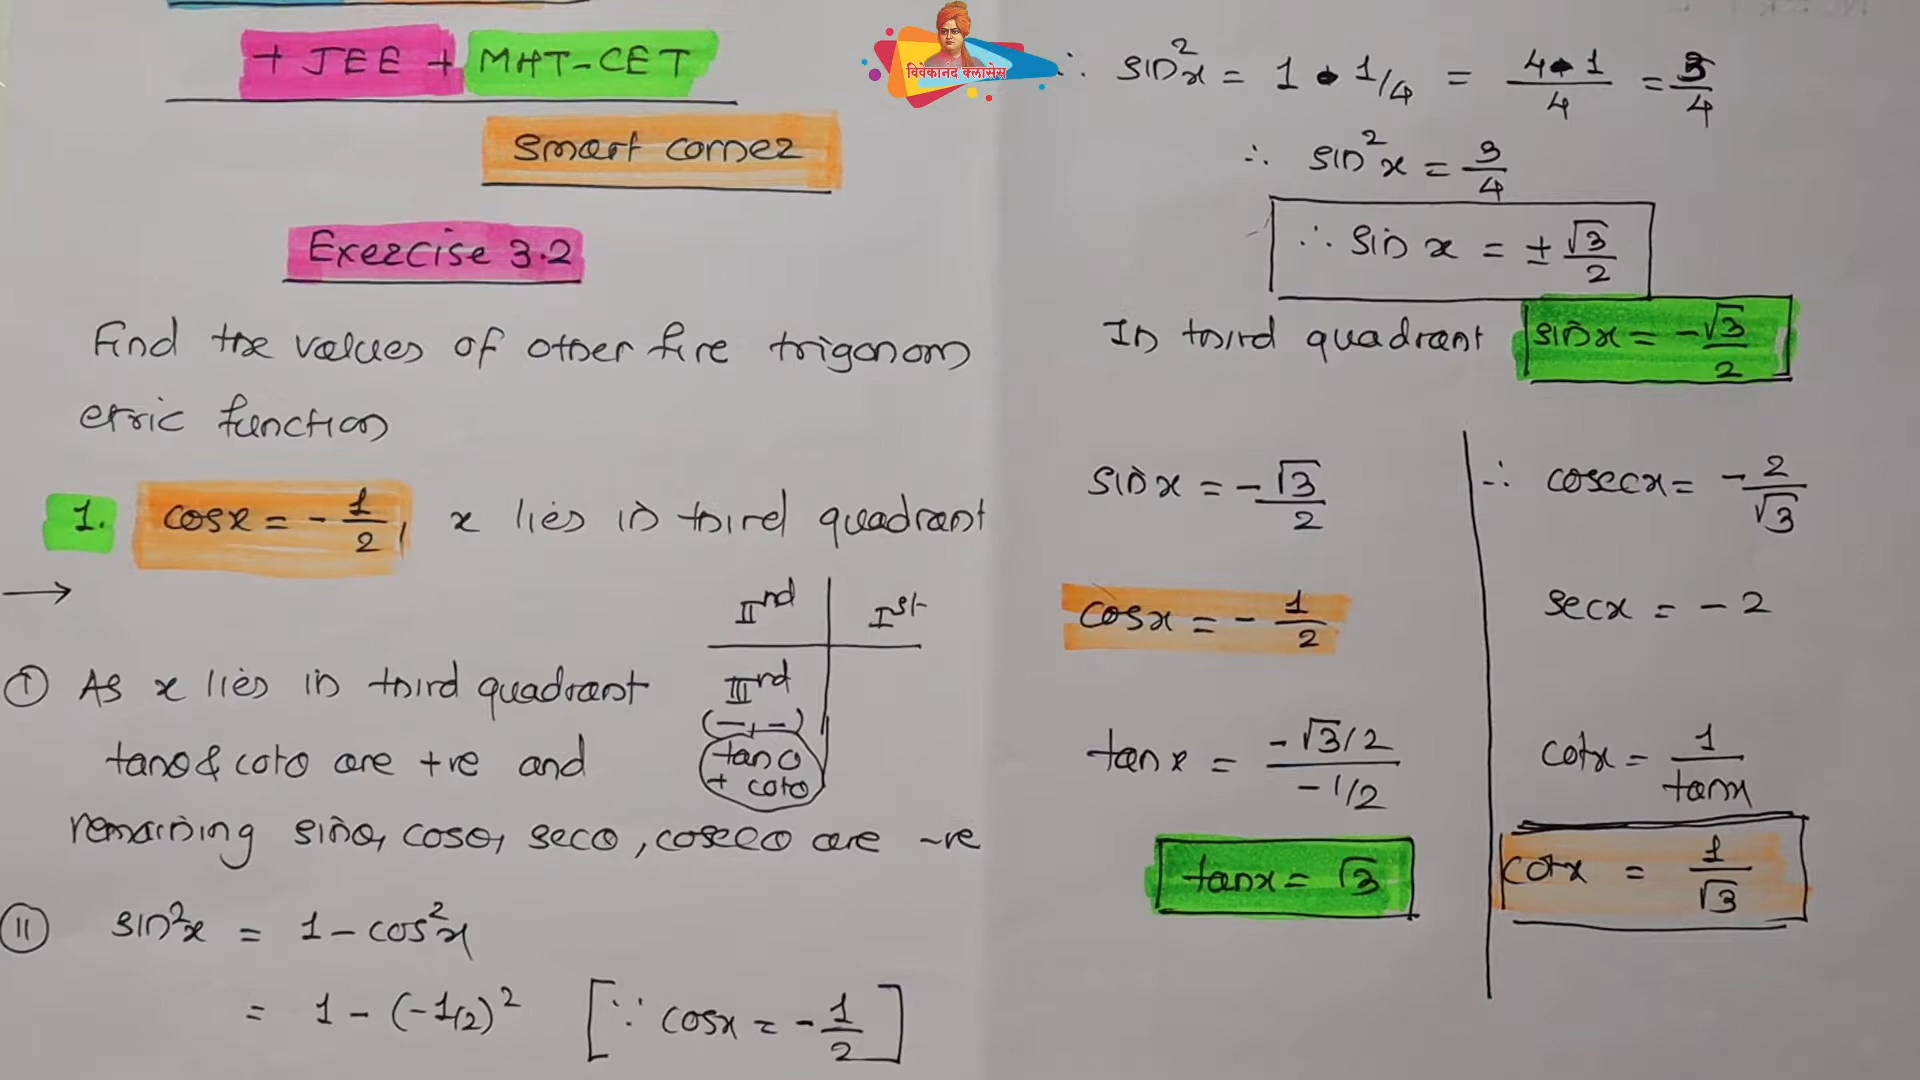 + JEE + MHT-CET
Smart corner
Exercise 3.2
Find the values of other five trigonom
etric function
1. cosx = - 1/2, x lies in third quadrant
→
IInd Ist
IIIrd
(-, -)
tanθ
+ cotθ
I As x lies in third quadrant
tanθ & cotθ are +ve and
remaining sinθ, cosθ, secθ, cosecθ are -ve
II sin²x = 1 - cos²x
= 1 - (-1/2)² [∵ cosx = - 1/2]
विवेकानंद क्लासेस
∴ sin²x = 1 - 1/4 = 4-1/4 = 3/4
∴ sin²x = 3/4
∴ sin x = ± √3/2
In third quadrant sinx = - √3/2
sinx = - √3/2
cosx = - 1/2
tanx = -√3/2 / -1/2
tanx = √3
∴ cosecx = - 2/√3
secx = - 2
cotx = 1/tanx
cotx = 1/√3